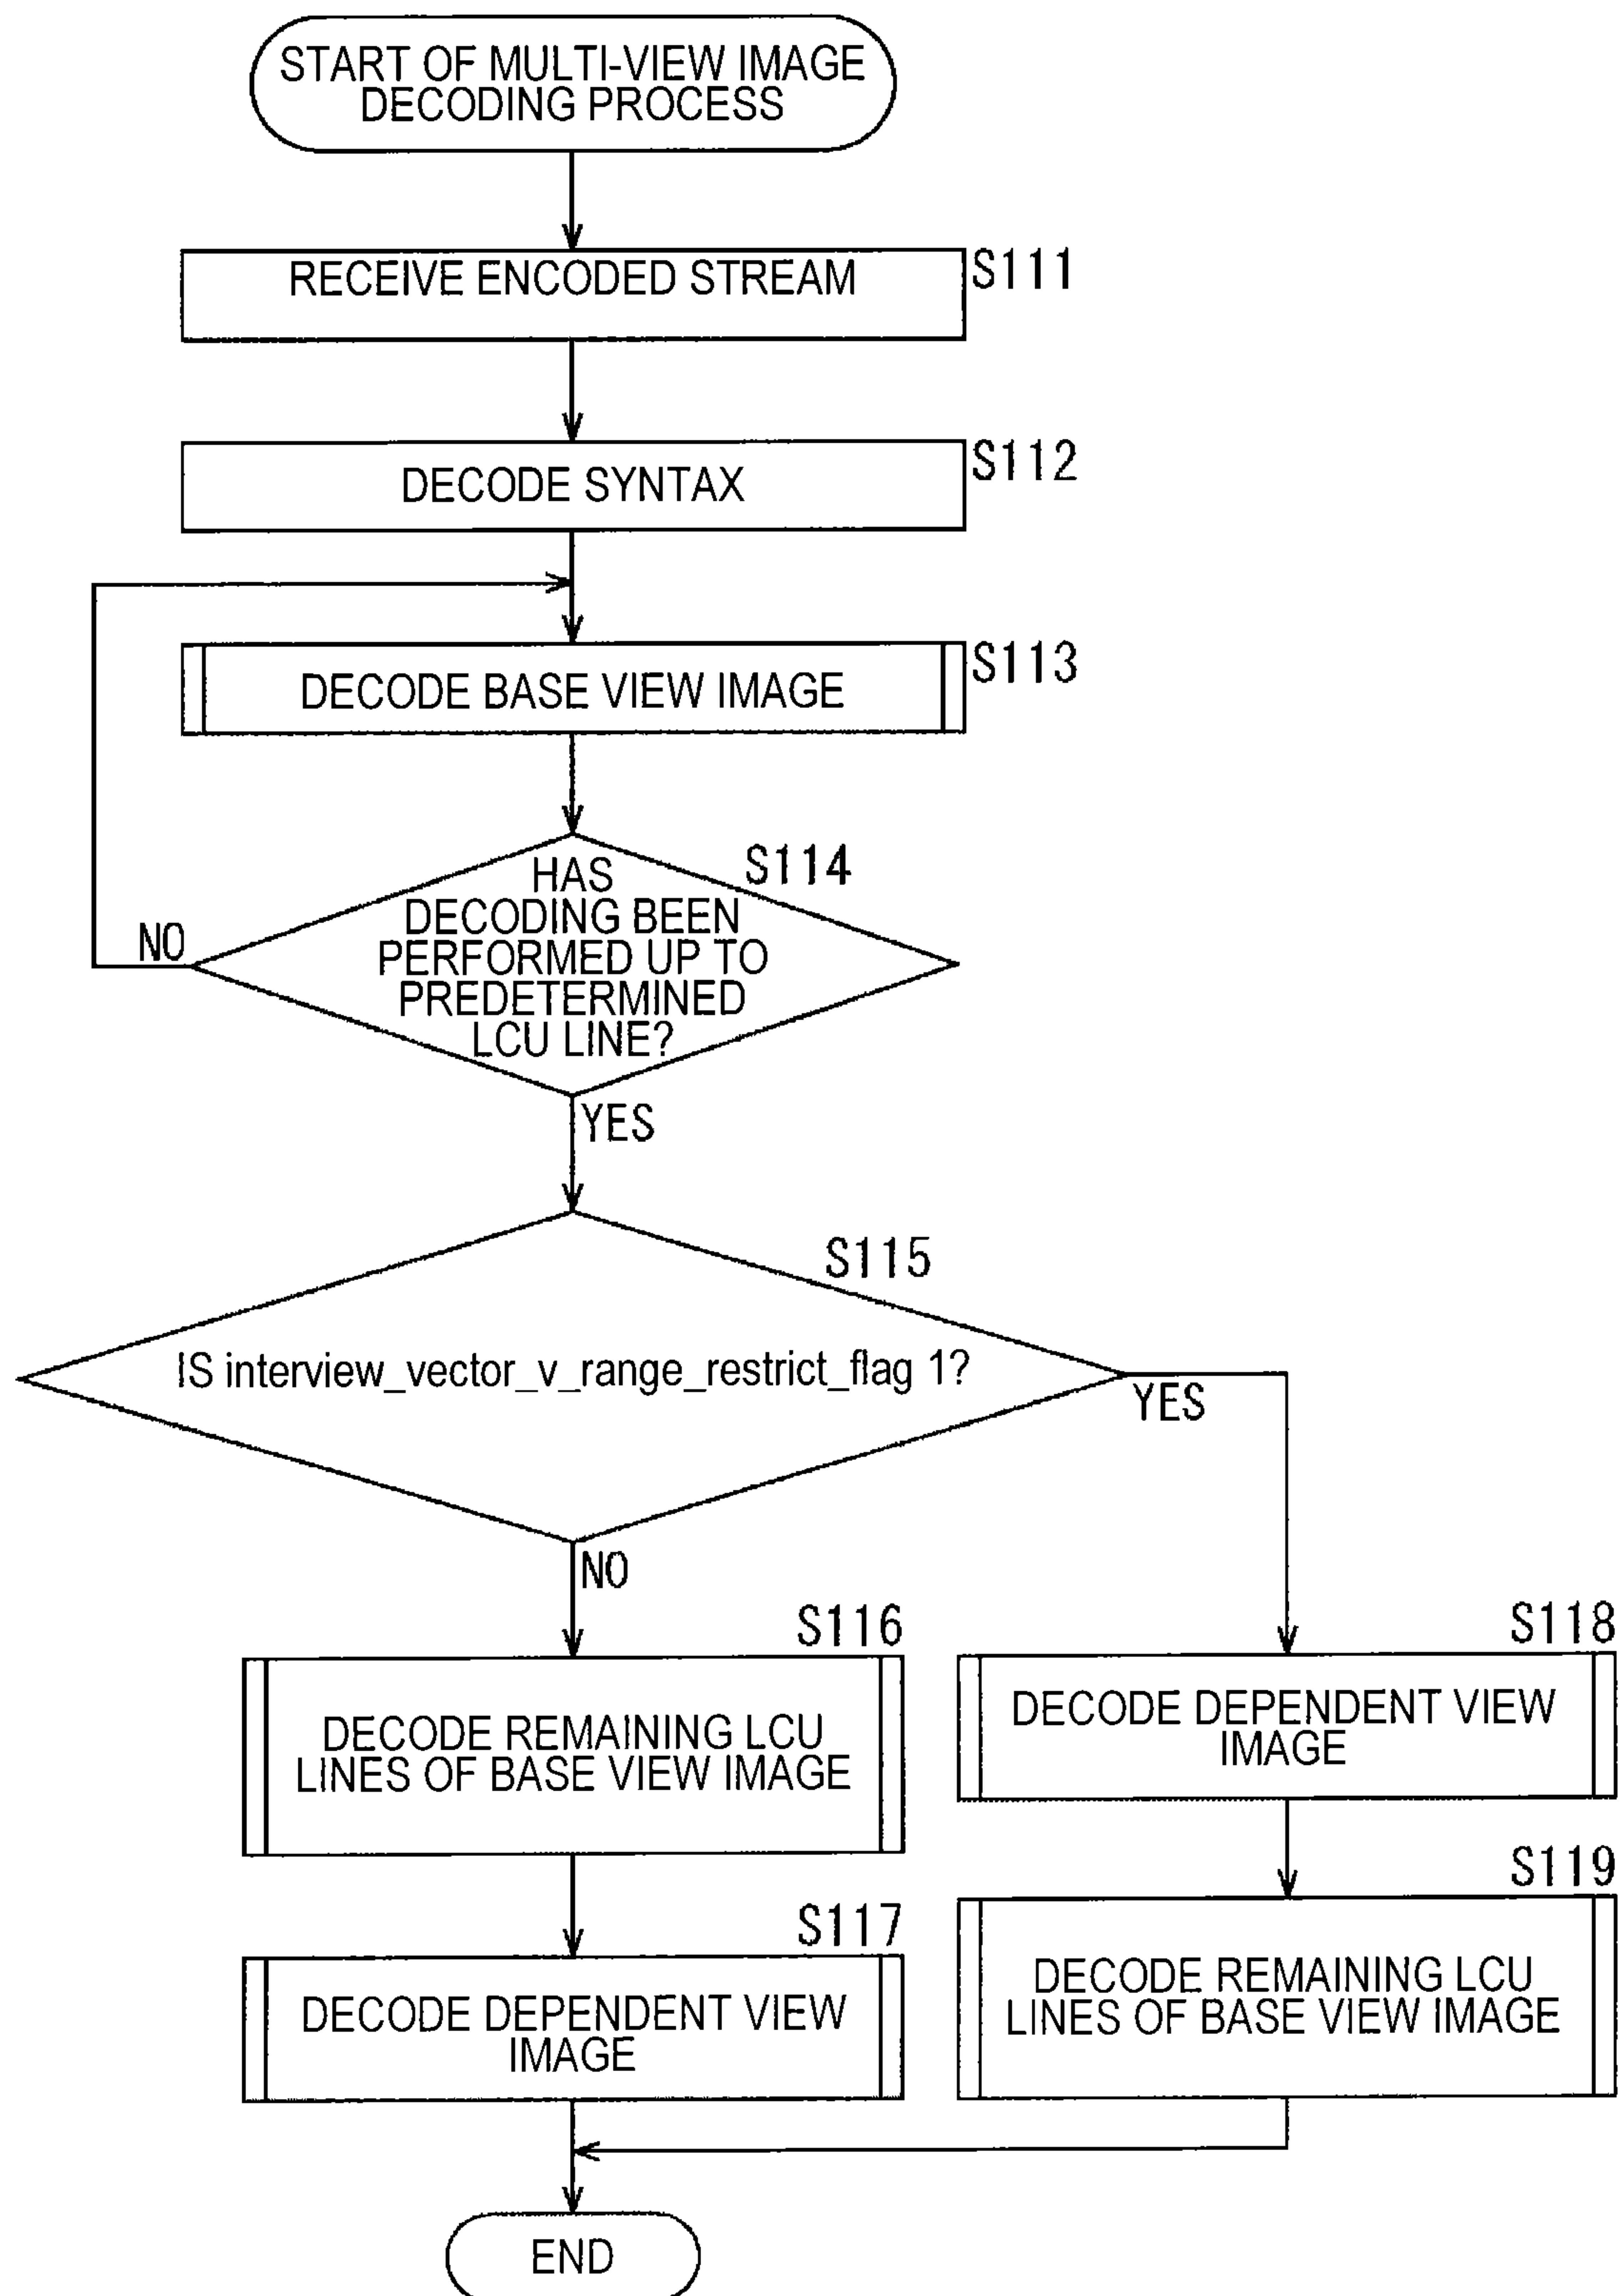 START OF MULTI-VIEW IMAGE
DECODING PROCESS
RECEIVE ENCODED STREAM
S111
DECODE SYNTAX
S112
DECODE BASE VIEW IMAGE
S113
S114
HAS
DECODING BEEN
PERFORMED UP TO
PREDETERMINED
LCU LINE?
NO
YES
S115
IS interview_vector_v_range_restrict_flag 1?
YES
NO
S116
DECODE REMAINING LCU
LINES OF BASE VIEW IMAGE
S118
DECODE DEPENDENT VIEW
IMAGE
S117
DECODE DEPENDENT VIEW
IMAGE
S119
DECODE REMAINING LCU
LINES OF BASE VIEW IMAGE
END